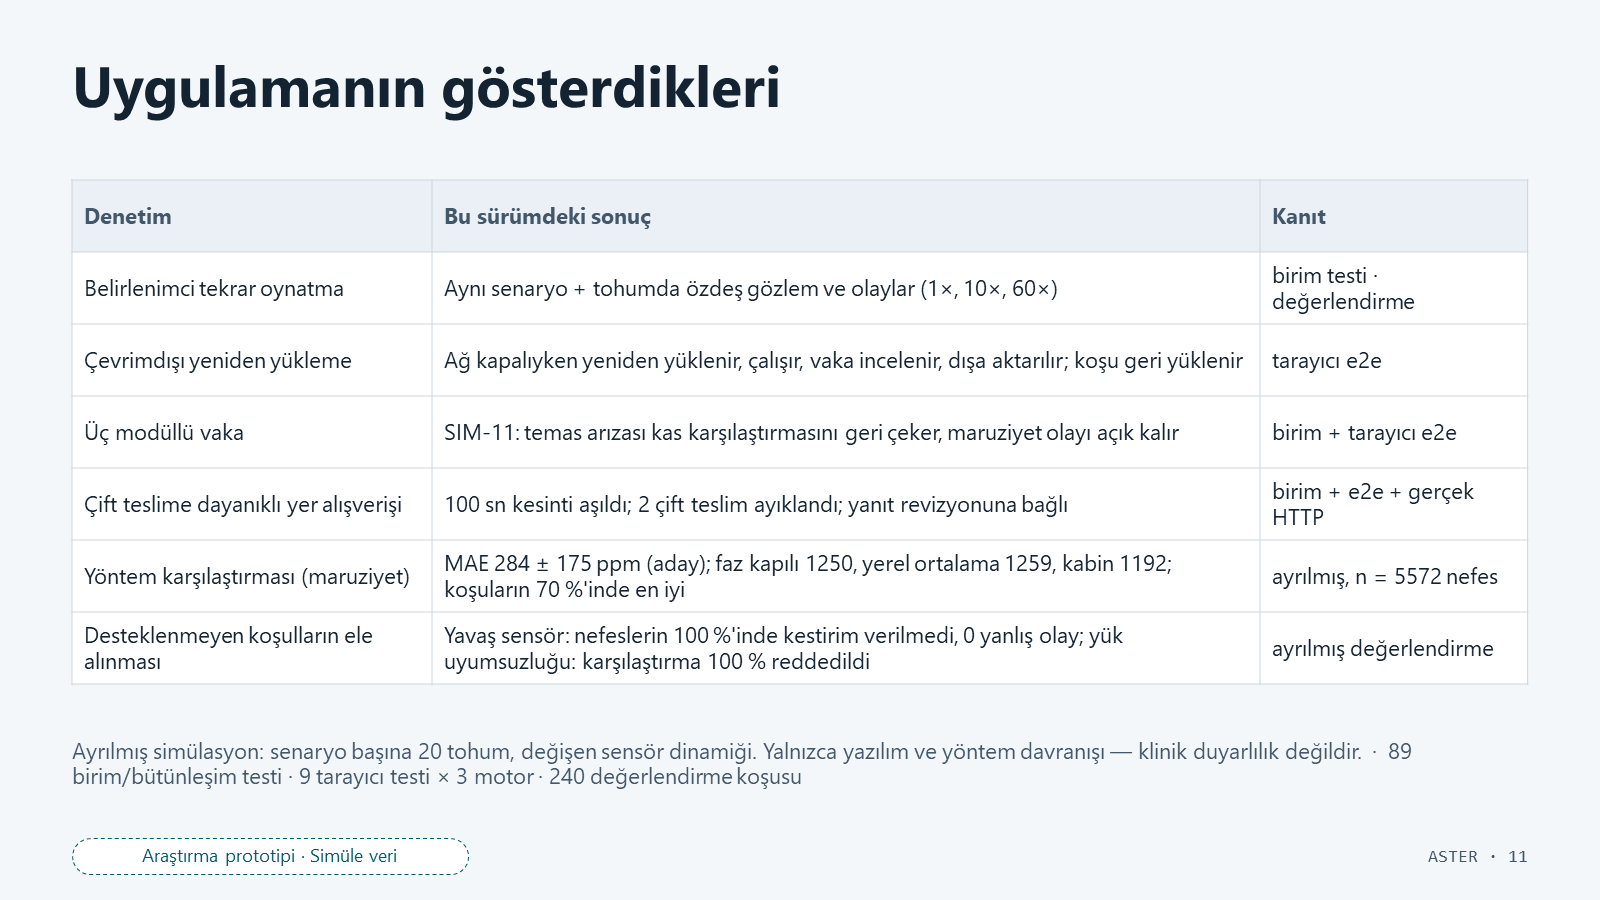 Uygulamanın gösterdikleri
Denetim
Bu sürümdeki sonuç
Kanıt
Belirlenimci tekrar oynatma
Aynı senaryo + tohumda özdeş gözlem ve olaylar (1×, 10×, 60×)
birim testi ·
değerlendirme
Çevrimdışı yeniden yükleme
Ağ kapalıyken yeniden yüklenir, çalışır, vaka incelenir, dışa aktarılır; koşu geri yüklenir
tarayıcı e2e
Üç modüllü vaka
SIM-11: temas arızası kas karşılaştırmasını geri çeker, maruziyet olayı açık kalır
birim + tarayıcı e2e
Çift teslime dayanıklı yer alışverişi
100 sn kesinti aşıldı; 2 çift teslim ayıklandı; yanıt revizyonuna bağlı
birim + e2e + gerçek
HTTP
Yöntem karşılaştırması (maruziyet)
MAE 284 ± 175 ppm (aday); faz kapılı 1250, yerel ortalama 1259, kabin 1192;
koşuların 70 %'inde en iyi
ayrılmış, n = 5572 nefes
Desteklenmeyen koşulların ele
alınması
Yavaş sensör: nefeslerin 100 %'inde kestirim verilmedi, 0 yanlış olay; yük
uyumsuzluğu: karşılaştırma 100 % reddedildi
ayrılmış değerlendirme
Ayrılmış simülasyon: senaryo başına 20 tohum, değişen sensör dinamiği. Yalnızca yazılım ve yöntem davranışı — klinik duyarlılık değildir. · 89
birim/bütünleşim testi · 9 tarayıcı testi × 3 motor · 240 değerlendirme koşusu
Araştırma prototipi · Simüle veri
ASTER · 11